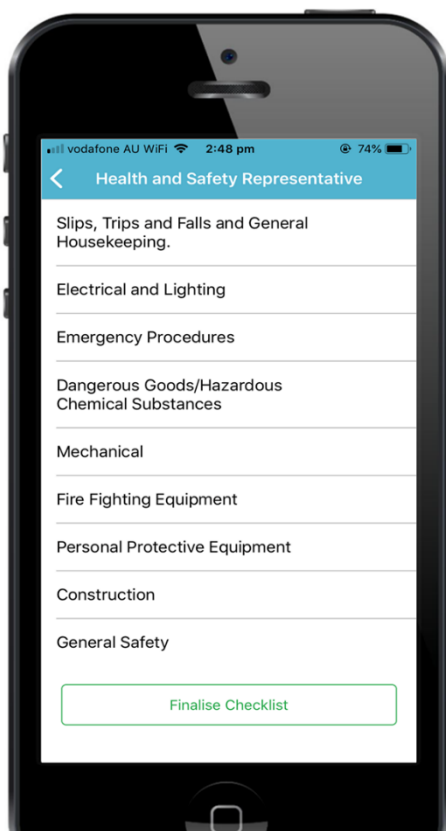 vodafone AU WiFi 2:48 pm 74%
Health and Safety Representative
Slips, Trips and Falls and General
Housekeeping.
Electrical and Lighting
Emergency Procedures
Dangerous Goods/Hazardous
Chemical Substances
Mechanical
Fire Fighting Equipment
Personal Protective Equipment
Construction
General Safety
Finalise Checklist